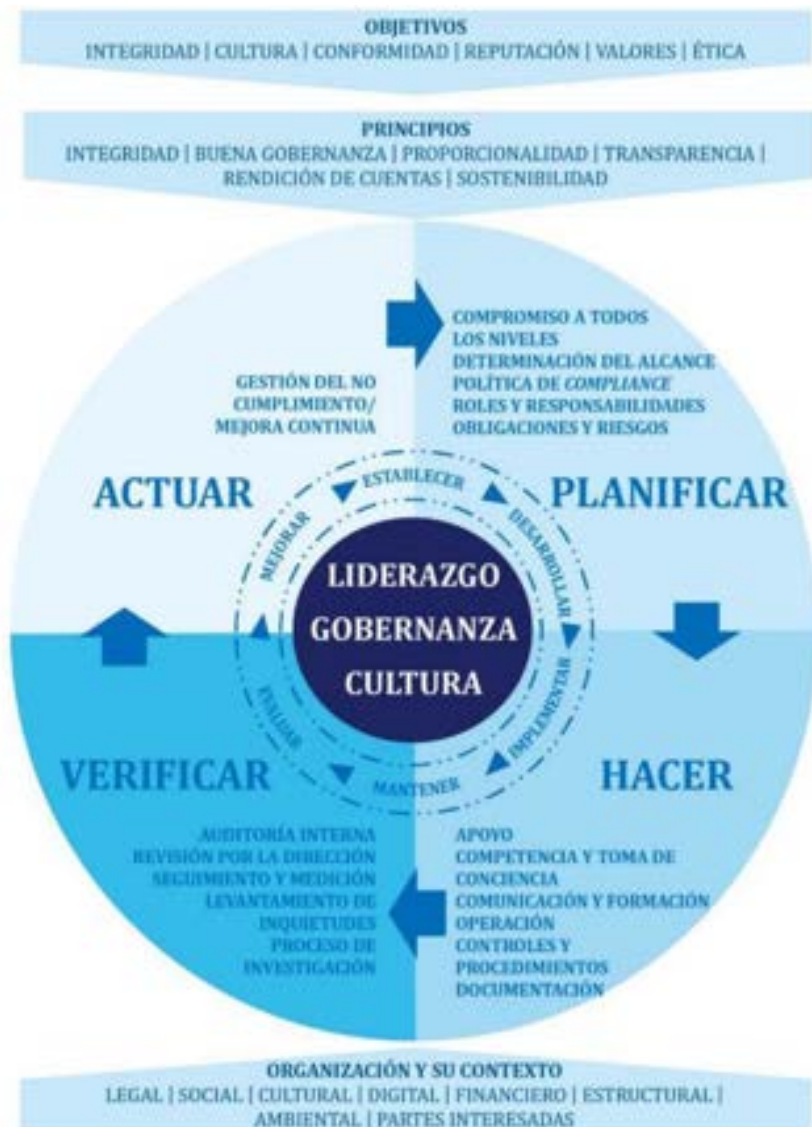 OBJETIVOS
INTEGRIDAD | CULTURA | CONFORMIDAD | REPUTACIÓN | VALORES | ÉTICA
PRINCIPIOS
INTEGRIDAD | BUENA GOBERNANZA | PROPORCIONALIDAD | TRANSPARENCIA |
RENDICIÓN DE CUENTAS | SOSTENIBILIDAD
GESTIÓN DEL NO
CUMPLIMIENTO/
MEJORA CONTINUA
ACTUAR
COMPROMISO A TODOS
LOS NIVELES
DETERMINACIÓN DEL ALCANCE
POLÍTICA DE COMPLIANCE
ROLES Y RESPONSABILIDADES
OBLIGACIONES Y RIESGOS
PLANIFICAR
ESTABLECER
DESARROLLAR
IMPLEMENTAR
MANTENER
EVALUAR
MEJORAR
LIDERAZGO
GOBERNANZA
CULTURA
VERIFICAR
AUDITORÍA INTERNA
REVISIÓN POR LA DIRECCIÓN
SEGUIMIENTO Y MEDICIÓN
LEVANTAMIENTO DE
INQUIETUDES
PROCESO DE
INVESTIGACIÓN
HACER
APOYO
COMPETENCIA Y TOMA DE
CONCIENCIA
COMUNICACIÓN Y FORMACIÓN
OPERACIÓN
CONTROLES Y
PROCEDIMIENTOS
DOCUMENTACIÓN
ORGANIZACIÓN Y SU CONTEXTO
LEGAL | SOCIAL | CULTURAL | DIGITAL | FINANCIERO | ESTRUCTURAL |
AMBIENTAL | PARTES INTERESADAS